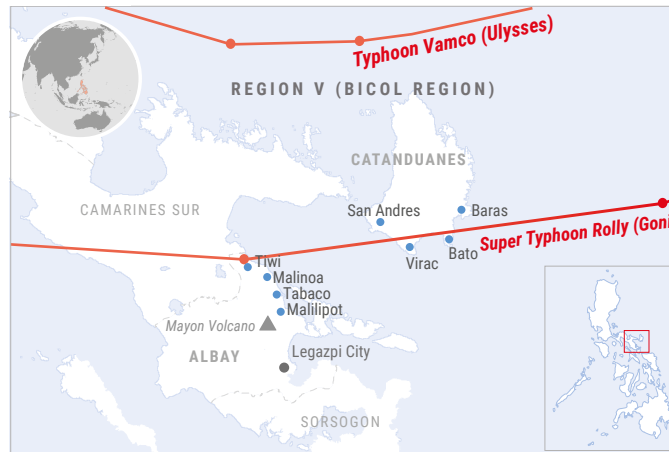 Typhoon Vamco (Ulysses)
REGION V (BICOL REGION)
CATANDUANES
CAMARINES SUR
San Andres
Baras
Super Typhoon Rolly (Goni
Virac
Bato
Tiwi
Malinoa
Tabaco
Malilipot
Mayon Volcano
ALBAY
Legazpi City
SORSOGON